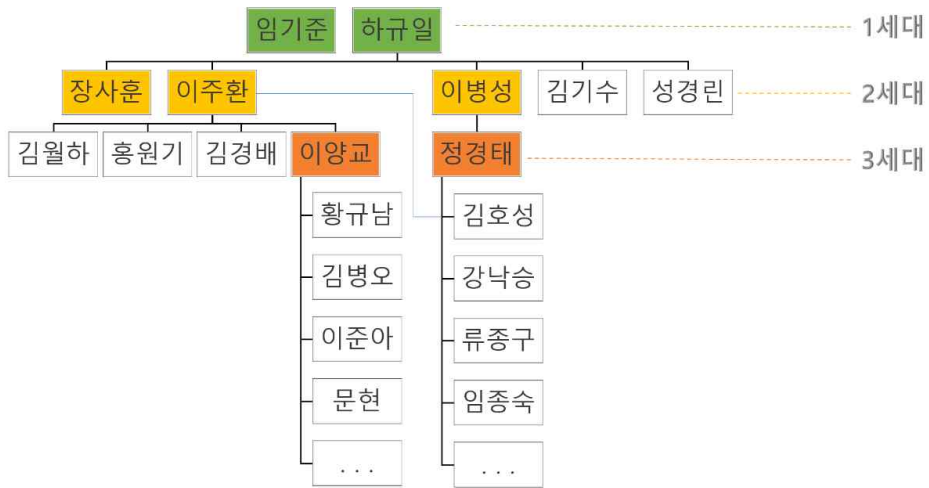 임기준 하규일 1세대
장사훈 이주환 이병성 김기수 성경린 2세대
김월하 홍원기 김경배 이양교 정경태 3세대
황규남 김호성
김병오 강낙승
이준아 류종구
문현 임종숙
... ...